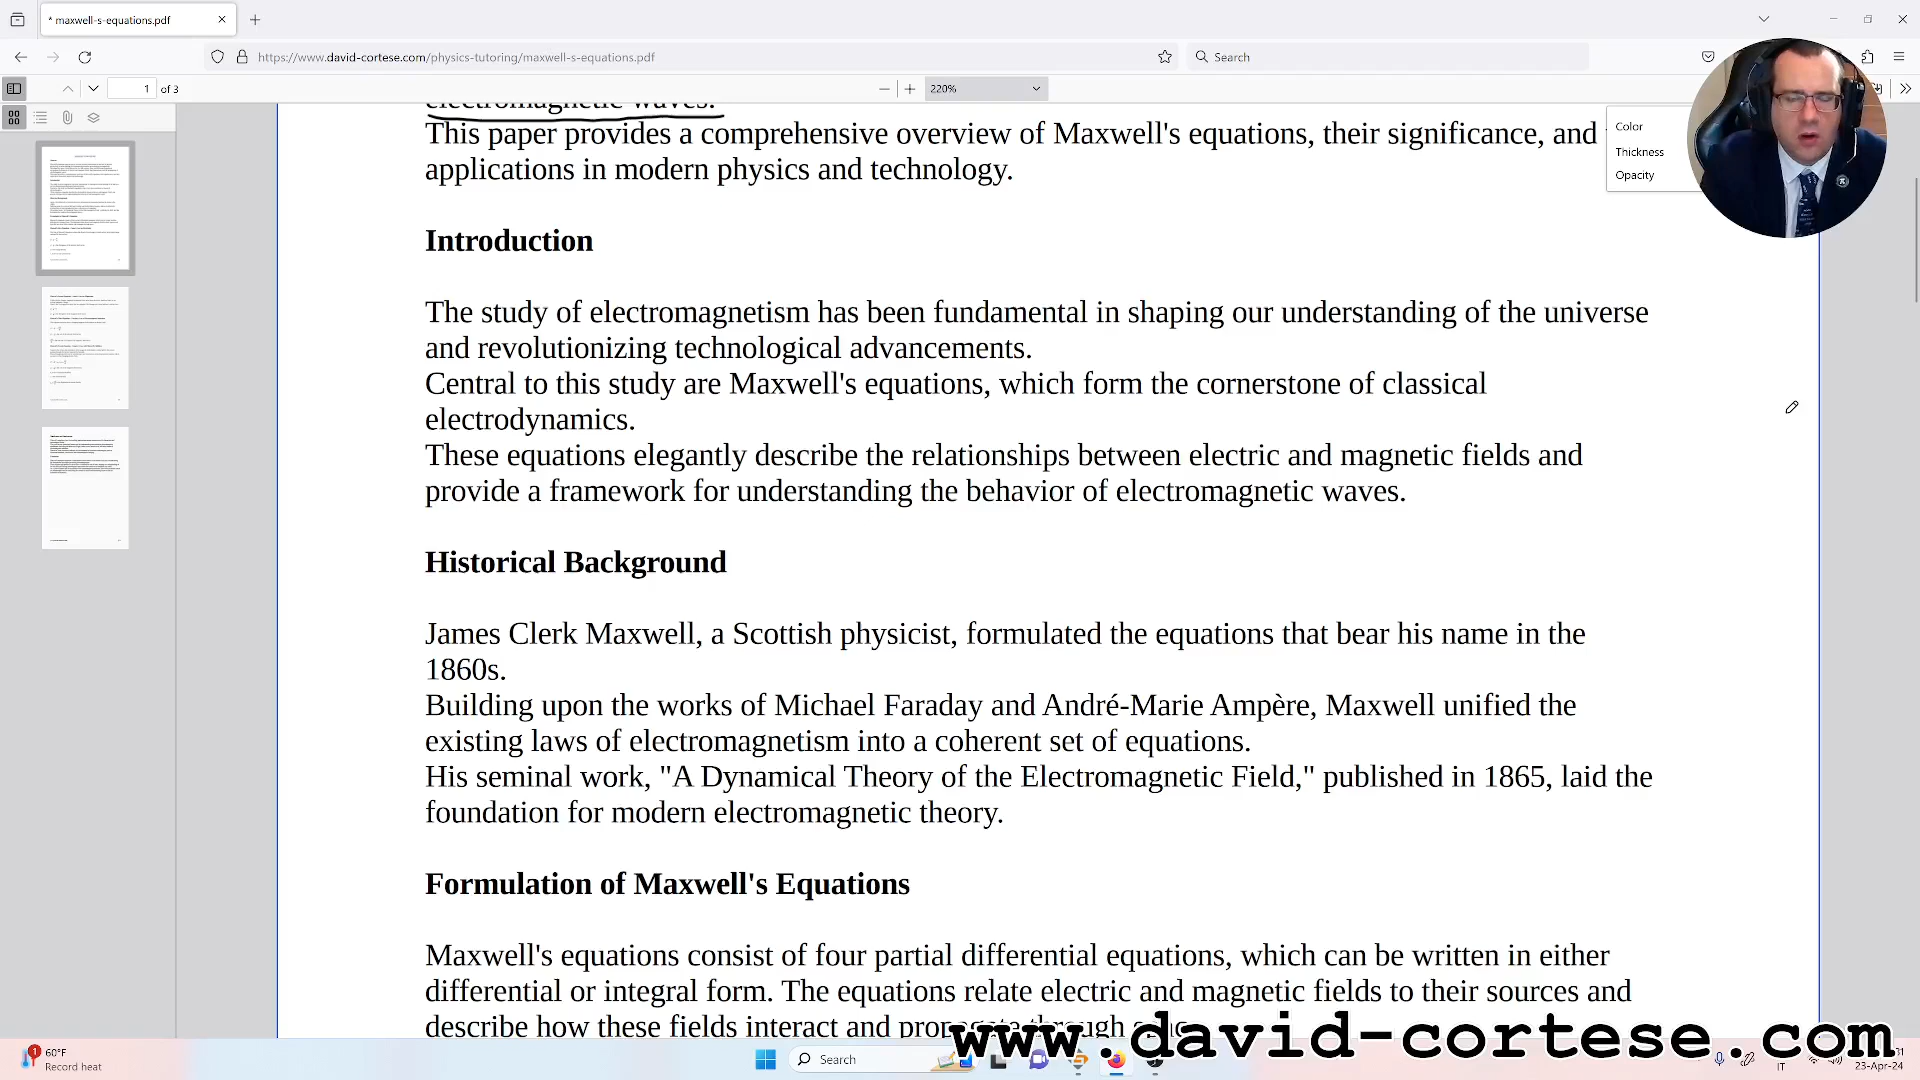 * maxwell-s-equations.pdf
https://www.david-cortese.com/physics-tutoring/maxwell-s-equations.pdf
Search
1 of 3
220%
Color
Thickness
Opacity
electromagnetic waves.
This paper provides a comprehensive overview of Maxwell's equations, their significance, and
applications in modern physics and technology.
Introduction
The study of electromagnetism has been fundamental in shaping our understanding of the universe
and revolutionizing technological advancements.
Central to this study are Maxwell's equations, which form the cornerstone of classical
electrodynamics.
These equations elegantly describe the relationships between electric and magnetic fields and
provide a framework for understanding the behavior of electromagnetic waves.
Historical Background
James Clerk Maxwell, a Scottish physicist, formulated the equations that bear his name in the
1860s.
Building upon the works of Michael Faraday and André-Marie Ampère, Maxwell unified the
existing laws of electromagnetism into a coherent set of equations.
His seminal work, "A Dynamical Theory of the Electromagnetic Field," published in 1865, laid the
foundation for modern electromagnetic theory.
Formulation of Maxwell's Equations
Maxwell's equations consist of four partial differential equations, which can be written in either
differential or integral form. The equations relate electric and magnetic fields to their sources and
describe how these fields interact and propagate through
www.david-cortese.com
1
60°F
Record heat
Search
IT
23-Apr-24